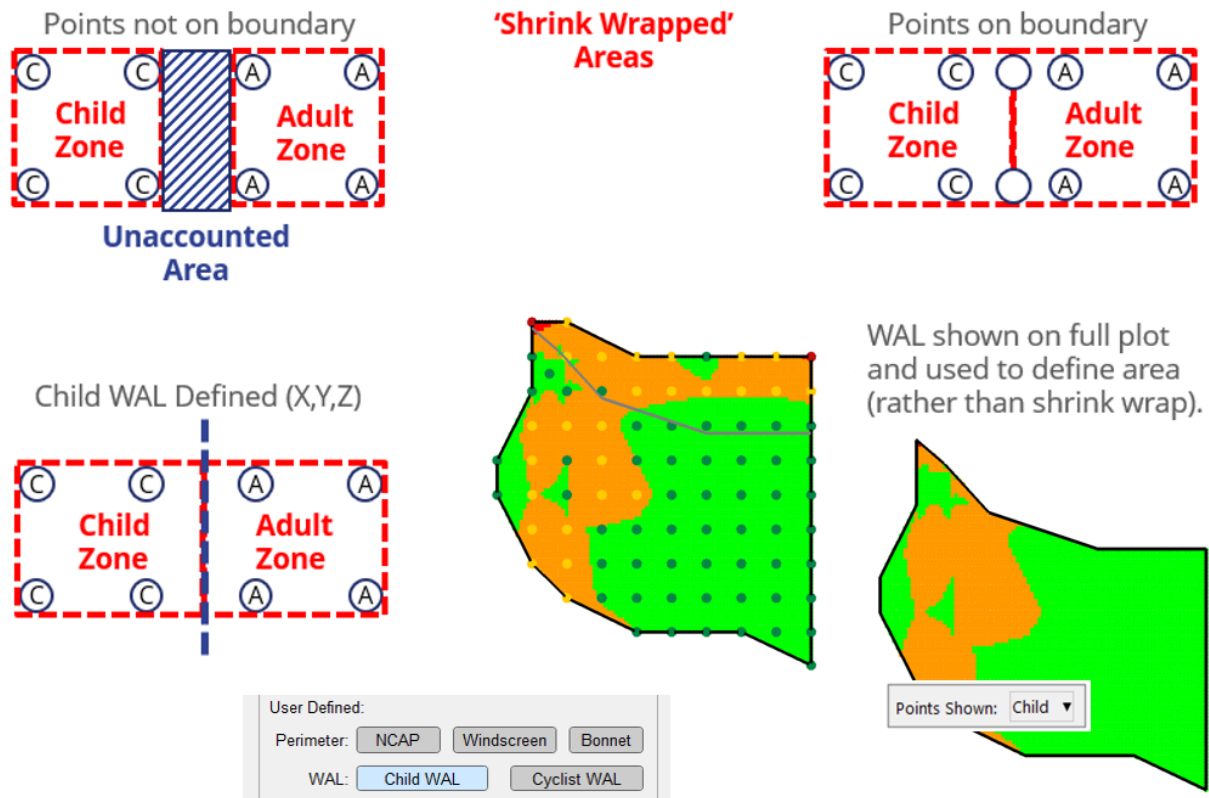 Points not on boundary
C C A A
Child Adult
Zone Zone
C C A A
Unaccounted
Area
'Shrink Wrapped'
Areas
Points on boundary
C C A A
Child Adult
Zone Zone
C C A A
Child WAL Defined (X,Y,Z)
C C A A
Child Adult
Zone Zone
C C A A
WAL shown on full plot
and used to define area
(rather than shrink wrap).
Points Shown: Child ▼
User Defined:
Perimeter: NCAP Windscreen Bonnet
WAL: Child WAL Cyclist WAL